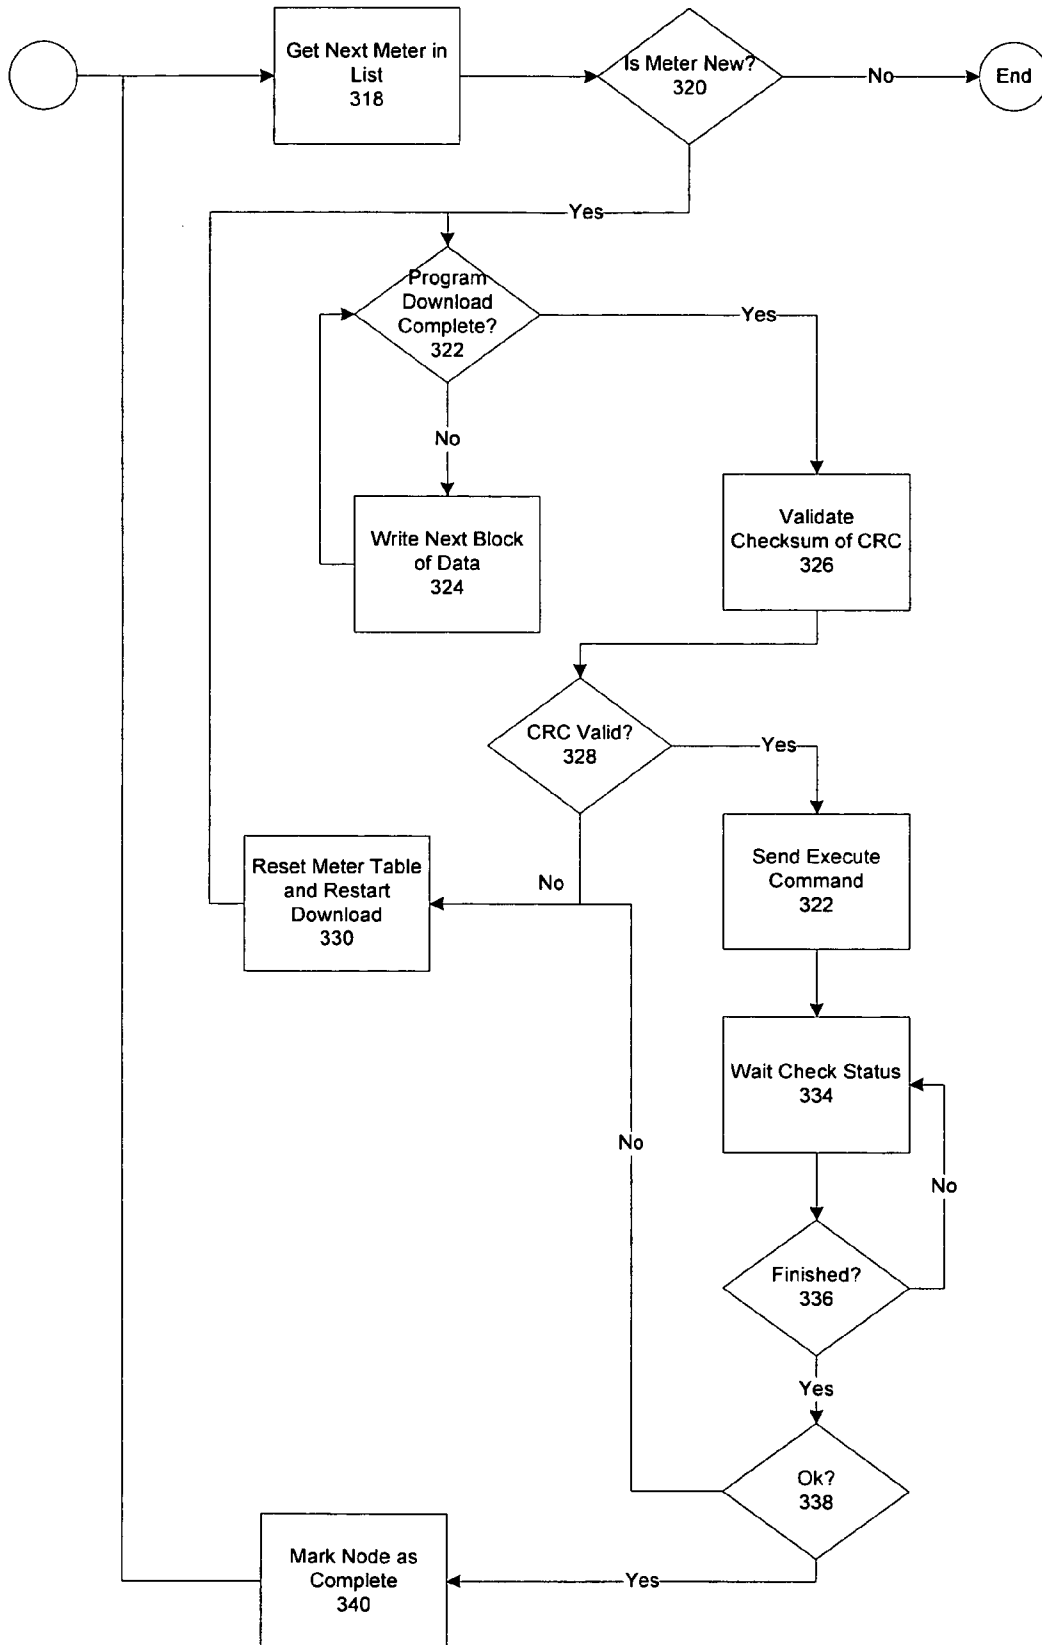 Get Next Meter in
List
318
Is Meter New?
320
No
End
Yes
Program
Download
Complete?
322
Yes
No
Write Next Block
of Data
324
Validate
Checksum of CRC
326
CRC Valid?
328
Yes
Reset Meter Table
and Restart
Download
330
No
Send Execute
Command
322
Wait Check Status
334
No
No
Finished?
336
Yes
Ok?
338
Mark Node as
Complete
340
Yes